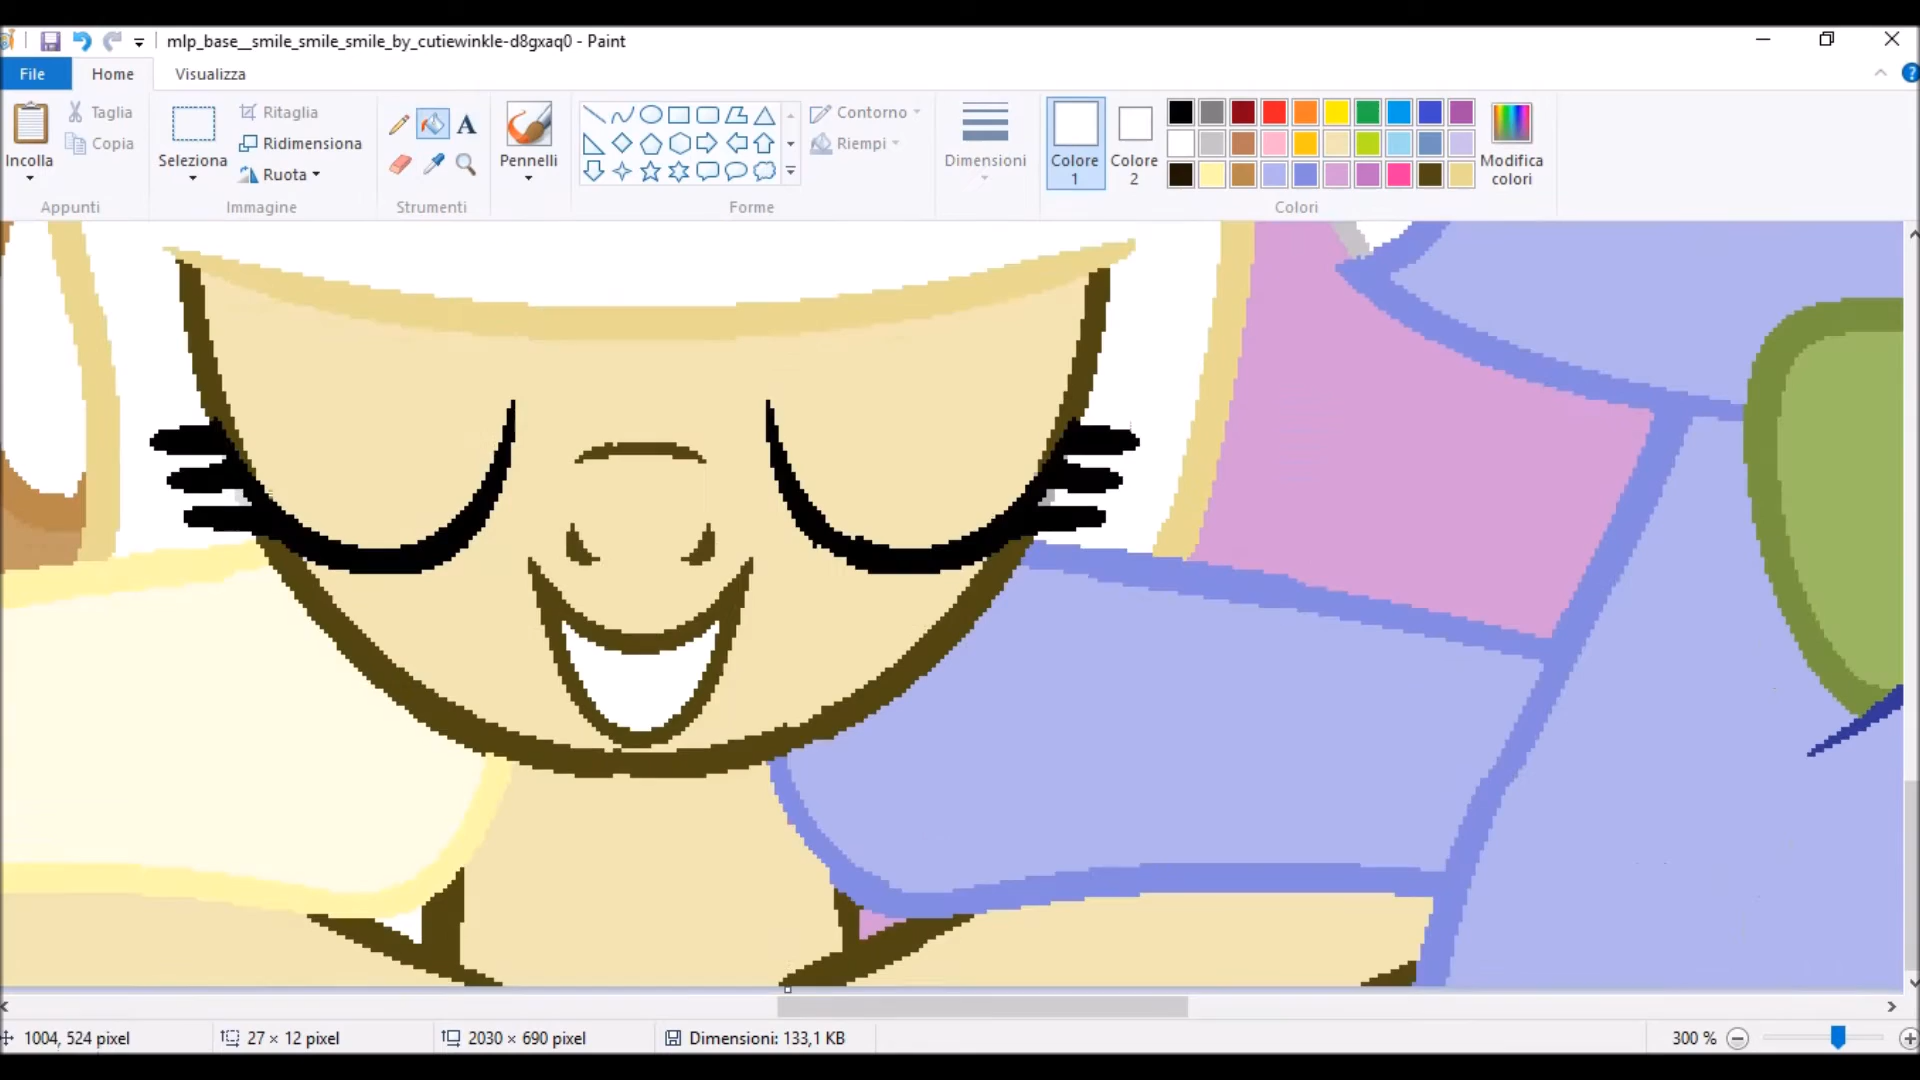 mlp_base__smile_smile_smile_by_cutiewinkle-d8gxaq0 - Paint
File
Home
Visualizza
?
Incolla
Taglia
Copia
Appunti
Seleziona
Ritaglia
Ridimensiona
Ruota
Immagine
A
Strumenti
Pennelli
Contorno
Riempi
Forme
Dimensioni
Colore
1
Colore
2
Modifica
colori
Colori
1004, 524 pixel
27 × 12 pixel
2030 × 690 pixel
Dimensioni: 133,1 KB
300 %